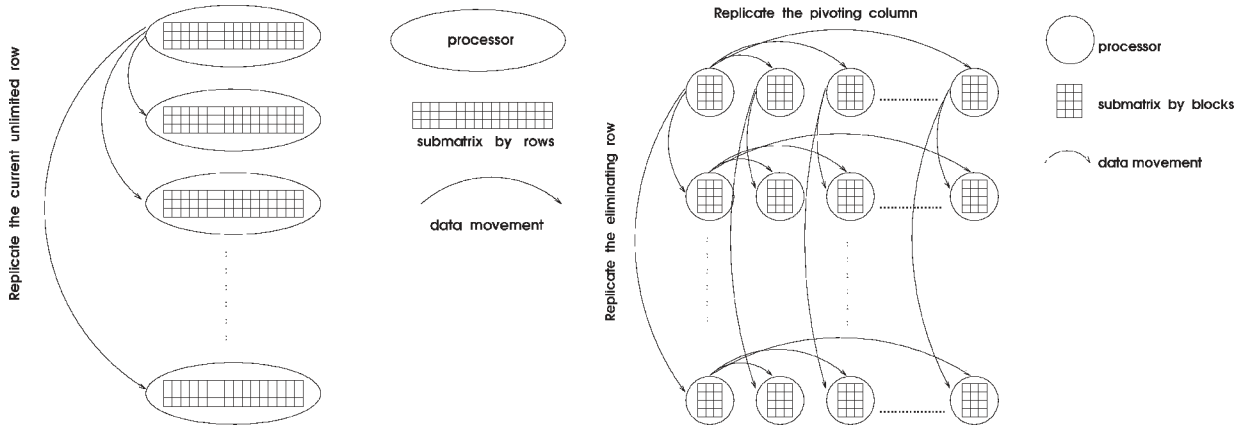 Replicate the current unlimited row
processor
submatrix by rows
data movement
Replicate the pivoting column
Replicate the eliminating row
processor
submatrix by blocks
data movement